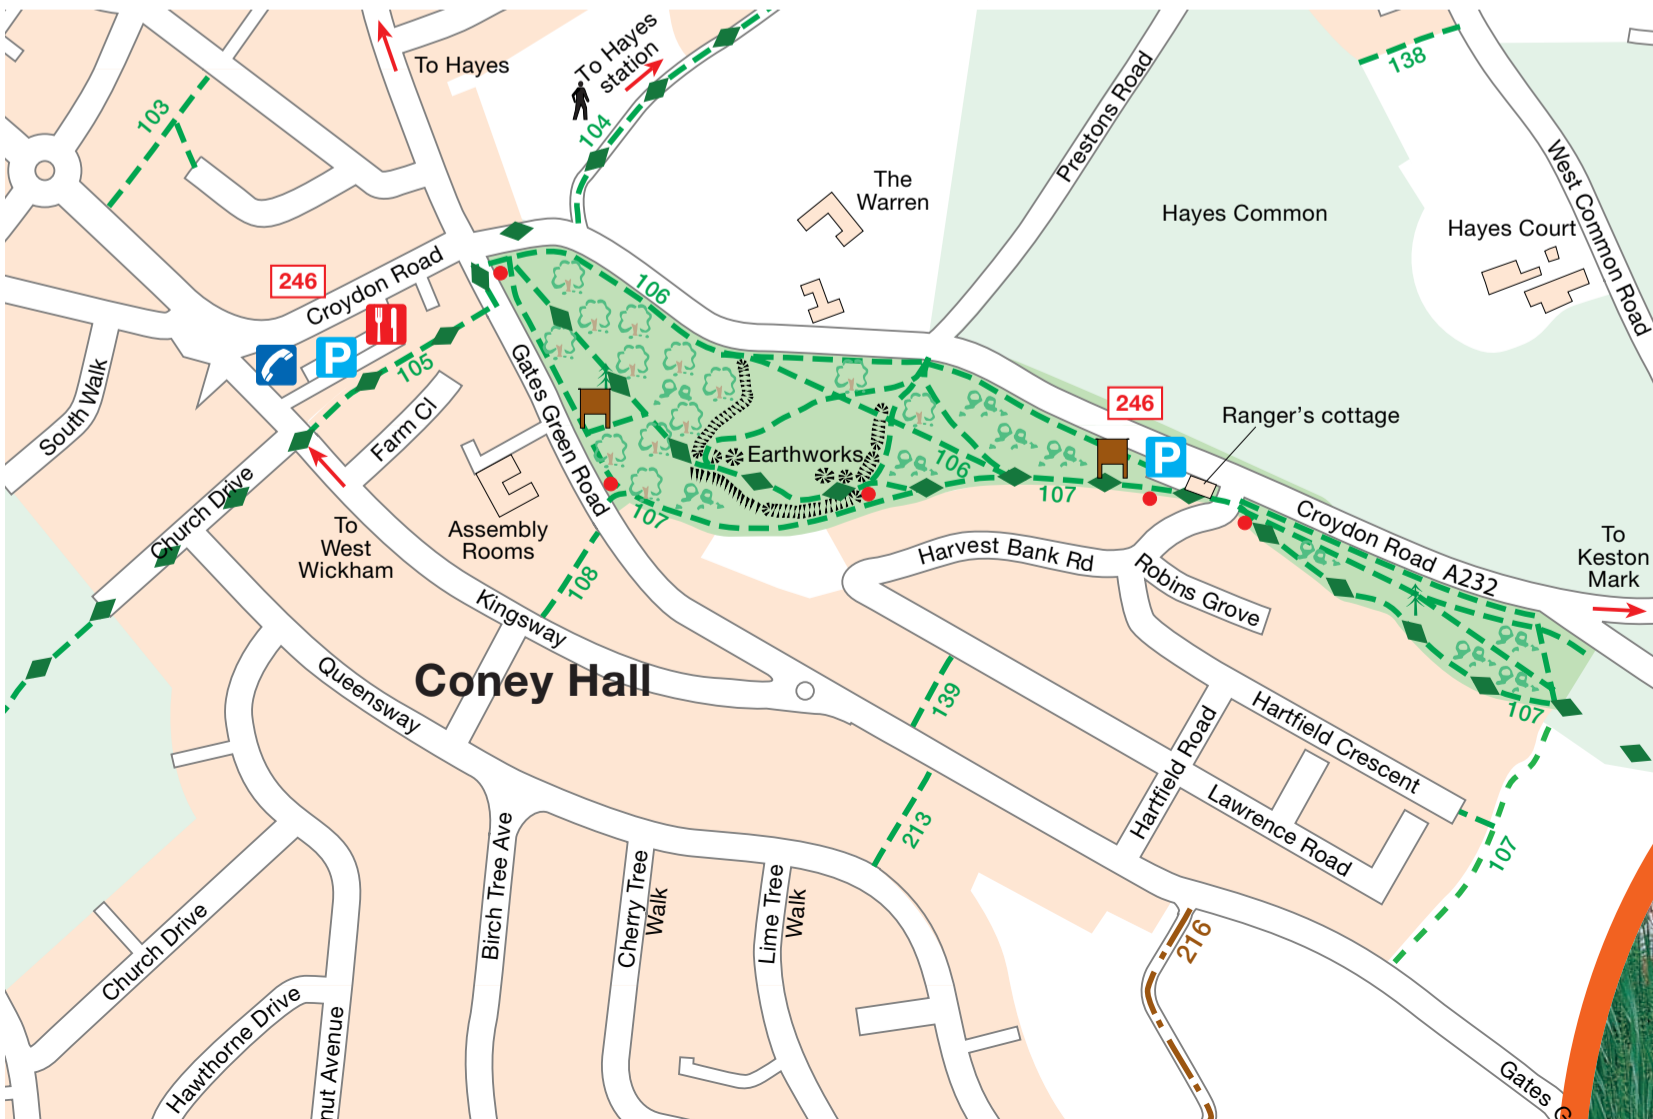 To Hayes
To Hayes
station
138
103
104
Prestons Road
West Common Road
The
Warren
Hayes Common
Hayes Court
246
Croydon Road
106
P
105
South Walk
Farm Cl
Gates Green Road
246
Ranger's cottage
Earthworks
106
P
107
107
Croydon Road A232
To
Keston
Mark
Church Drive
To
West
Wickham
Assembly
Rooms
108
Harvest Bank Rd
Robins Grove
Kingsway
Coney Hall
Queensway
139
107
Hartfield Road
Hartfield Crescent
Lawrence Road
213
107
Birch Tree Ave
Cherry Tree
Walk
Lime Tree
Walk
Church Drive
216
Hawthorne Drive
nut Avenue
Gates G